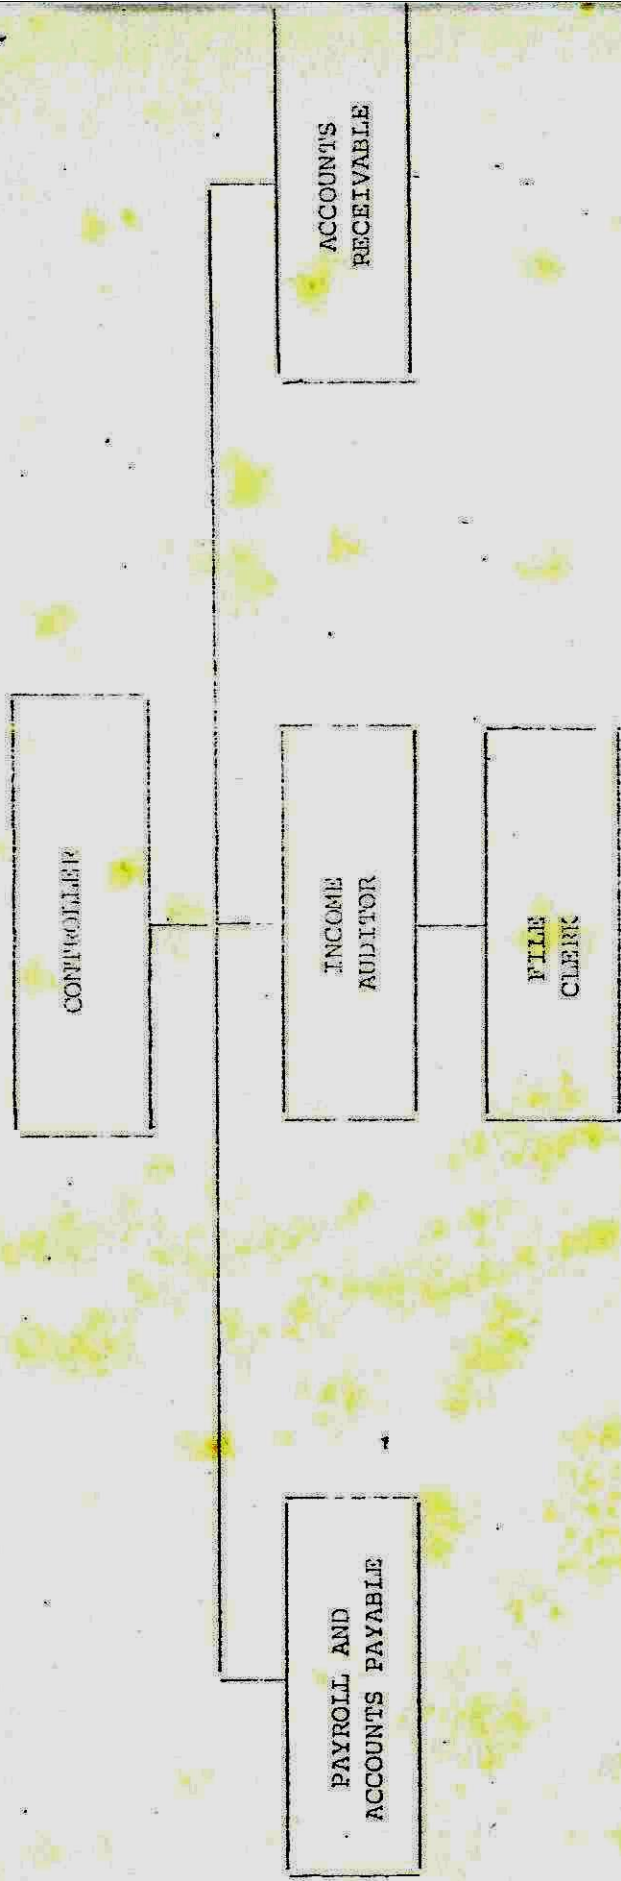 CONTROLLER
PAYROLL AND
ACCOUNTS PAYABLE
INCOME
AUDITOR
ACCOUNTS
RECEIVABLE
FILE
CLERK